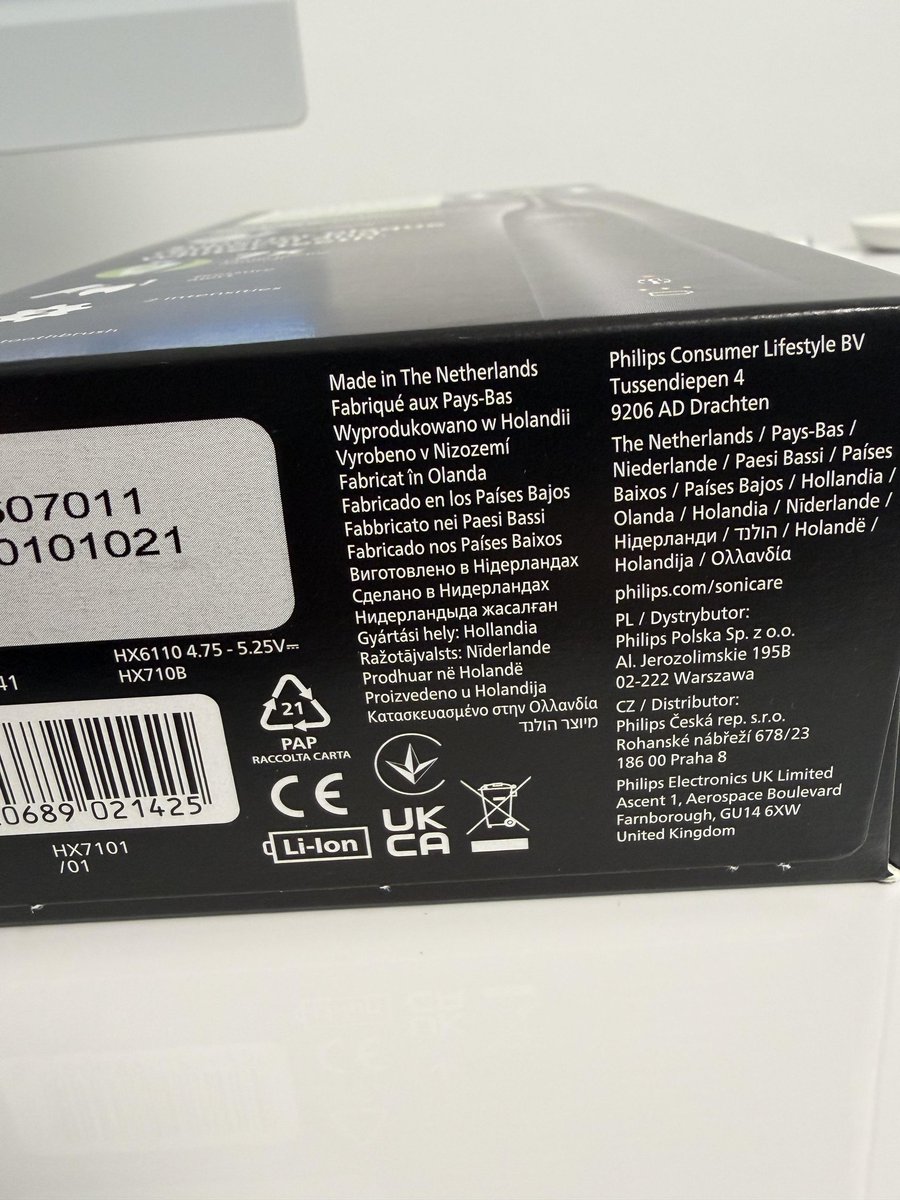 2 intensities
toothbrush
07011
0101021
41
HX6110 4.75 - 5.25V⎓
HX710B
0689 021425
HX7101
/01
21
PAP
RACCOLTA CARTA
CE
Li-Ion
UK
CA
Made in The Netherlands
Fabriqué aux Pays-Bas
Wyprodukowano w Holandii
Vyrobeno v Nizozemí
Fabricat în Olanda
Fabricado en los Países Bajos
Fabbricato nei Paesi Bassi
Fabricado nos Países Baixos
Виготовлено в Нідерландах
Сделано в Нидерландах
Нидерландыда жасалған
Gyártási hely: Hollandia
Ražotājvalsts: Nīderlande
Prodhuar në Holandë
Proizvedeno u Holandija
Κατασκευασμένο στην Ολλανδία
מיוצר הולנד
Philips Consumer Lifestyle BV
Tussendiepen 4
9206 AD Drachten
The Netherlands / Pays-Bas /
Niederlande / Paesi Bassi / Países
Baixos / Países Bajos / Hollandia /
Olanda / Holandia / Nīderlande /
Нідерланди / הולנד / Holandë /
Holandija / Ολλανδία
philips.com/sonicare
PL / Dystrybutor:
Philips Polska Sp. z o.o.
Al. Jerozolimskie 195B
02-222 Warszawa
CZ / Distributor:
Philips Česká rep. s.r.o.
Rohanské nábřeží 678/23
186 00 Praha 8
Philips Electronics UK Limited
Ascent 1, Aerospace Boulevard
Farnborough, GU14 6XW
United Kingdom